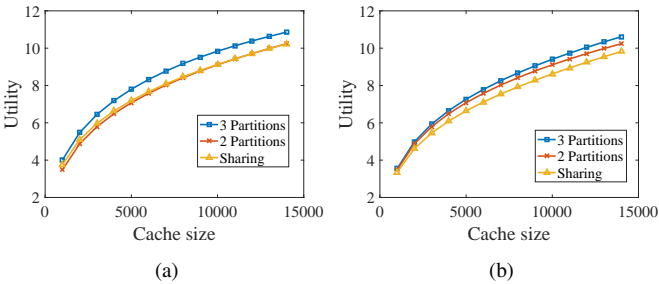 12
10
8
6
4
2
Utility
0
5000
10000
15000
Cache size
3 Partitions
2 Partitions
Sharing
(a)
12
10
8
6
4
2
Utility
0
5000
10000
15000
Cache size
3 Partitions
2 Partitions
Sharing
(b)